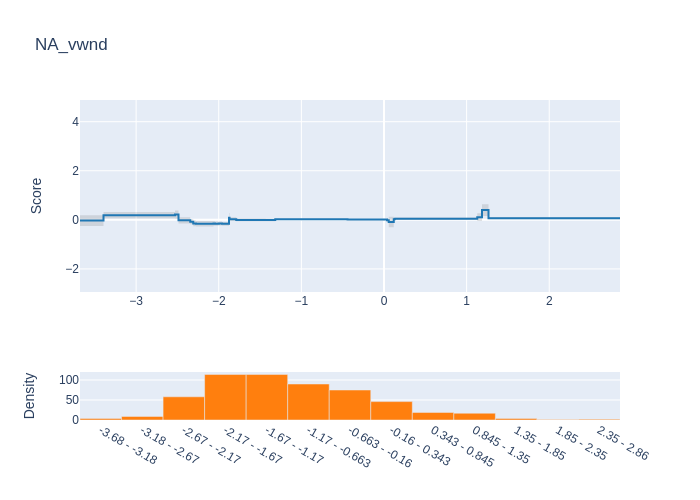 NA_vwnd
Score
4
2
0
−2
−3
−2
−1
0
1
2
Density
100
50
0
-3.68 - -3.18
-3.18 - -2.67
-2.67 - -2.17
-2.17 - -1.67
-1.67 - -1.17
-1.17 - -0.663
-0.663 - -0.16
-0.16 - 0.343
0.343 - 0.845
0.845 - 1.35
1.35 - 1.85
1.85 - 2.35
2.35 - 2.86